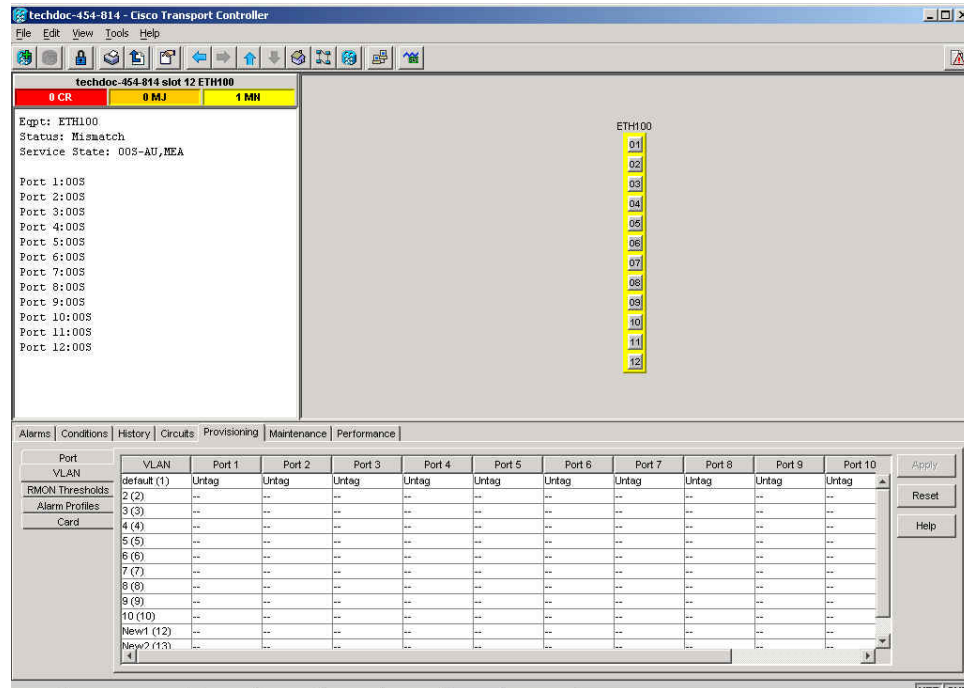 techdoc-454-814 - Cisco Transport Controller
File Edit View Tools Help
techdoc-454-814 slot 12 ETH100
0 CR 0 MJ 1 MN
Eqpt: ETH100
Status: Mismatch
Service State: OOS-AU,MEA
Port 1:OOS
Port 2:OOS
Port 3:OOS
Port 4:OOS
Port 5:OOS
Port 6:OOS
Port 7:OOS
Port 8:OOS
Port 9:OOS
Port 10:OOS
Port 11:OOS
Port 12:OOS
ETH100
01
02
03
04
05
06
07
08
09
10
11
12
Alarms Conditions History Circuits Provisioning Maintenance Performance
Port
VLAN
RMON Thresholds
Alarm Profiles
Card
VLAN Port 1 Port 2 Port 3 Port 4 Port 5 Port 6 Port 7 Port 8 Port 9 Port 10
default (1) Untag Untag Untag Untag Untag Untag Untag Untag Untag Untag
2 (2) -- -- -- -- -- -- -- -- -- --
3 (3) -- -- -- -- -- -- -- -- -- --
4 (4) -- -- -- -- -- -- -- -- -- --
5 (5) -- -- -- -- -- -- -- -- -- --
6 (6) -- -- -- -- -- -- -- -- -- --
7 (7) -- -- -- -- -- -- -- -- -- --
8 (8) -- -- -- -- -- -- -- -- -- --
9 (9) -- -- -- -- -- -- -- -- -- --
10 (10) -- -- -- -- -- -- -- -- -- --
New1 (12) -- -- -- -- -- -- -- -- -- --
New2 (13) -- -- -- -- -- -- -- -- -- --
Apply
Reset
Help